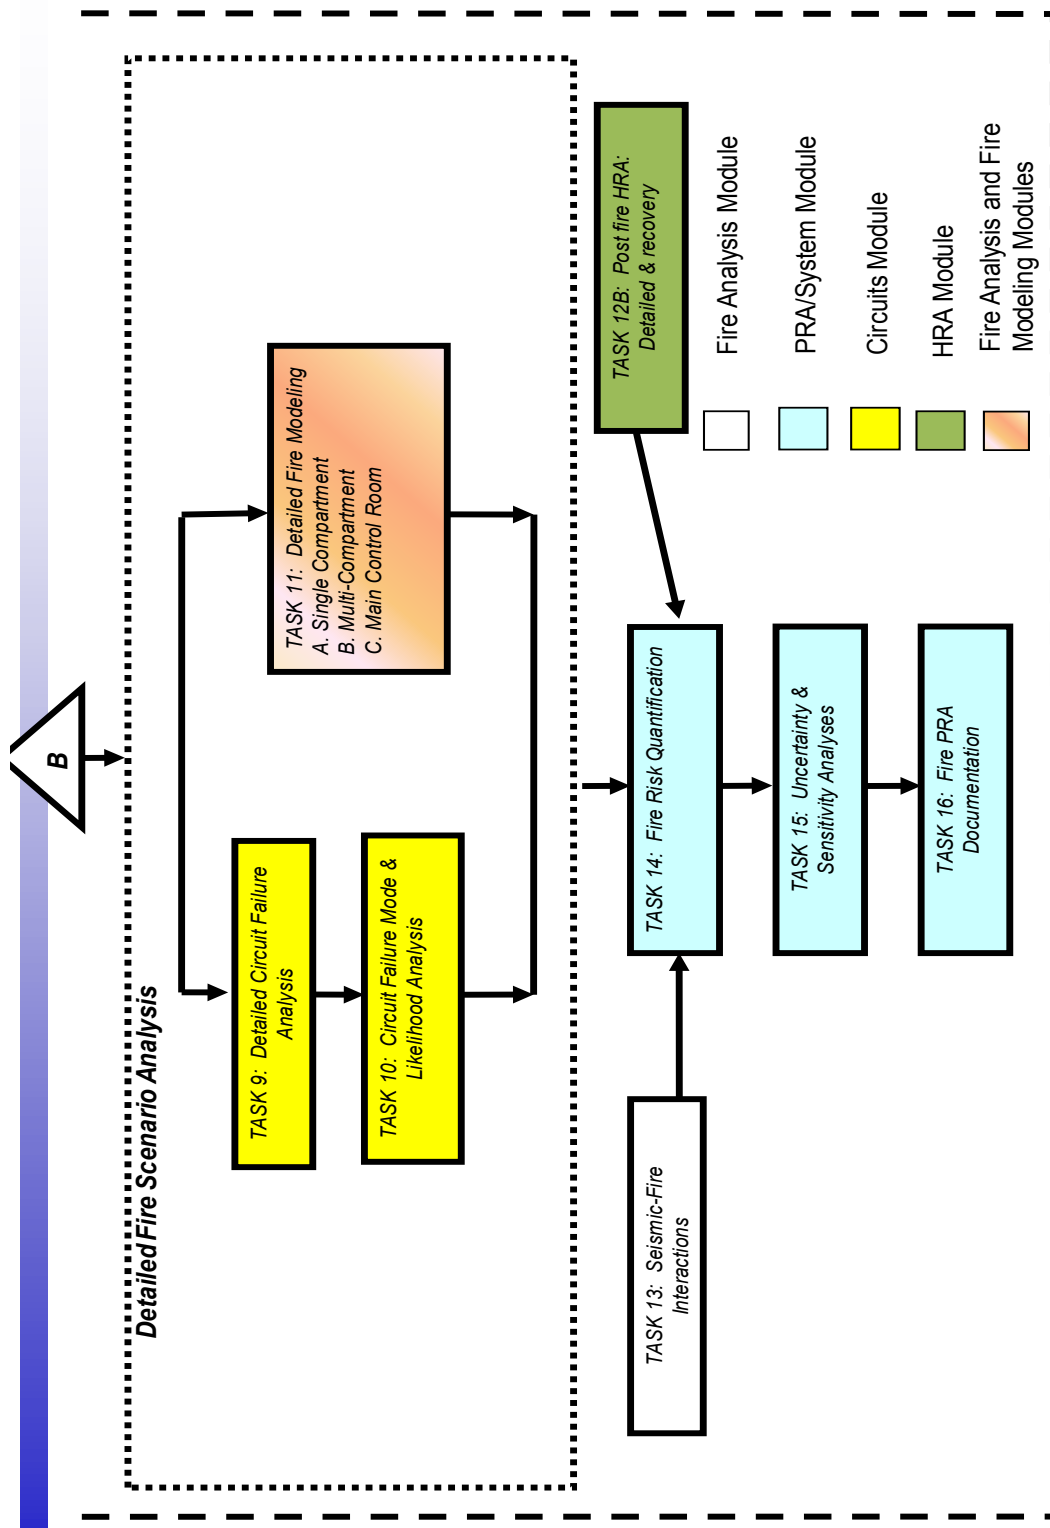 B
Detailed Fire Scenario Analysis
TASK 9: Detailed Circuit Failure
Analysis
TASK 10: Circuit Failure Mode &
Likelihood Analysis
TASK 11: Detailed Fire Modeling
A. Single Compartment
B. Multi-Compartment
C. Main Control Room
TASK 13: Seismic-Fire
Interactions
TASK 14: Fire Risk Quantification
TASK 12B: Post fire HRA:
Detailed & recovery
TASK 15: Uncertainty &
Sensitivity Analyses
TASK 16: Fire PRA
Documentation
Fire Analysis Module
PRA/System Module
Circuits Module
HRA Module
Fire Analysis and Fire
Modeling Modules